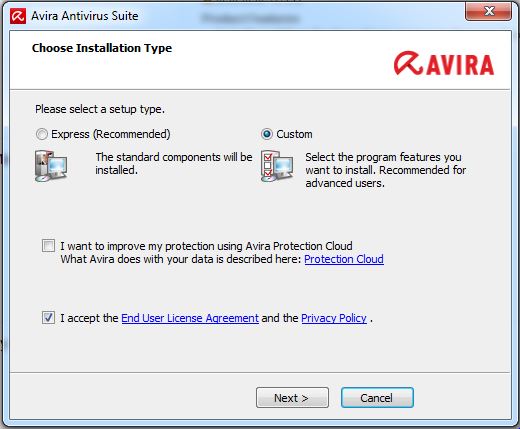 Product Features
Avira Antivirus Suite
Choose Installation Type
AVIRA
Please select a setup type.
Express (Recommended)
Custom
The standard components will be
installed.
Select the program features you
want to install. Recommended for
advanced users.
I want to improve my protection using Avira Protection Cloud
What Avira does with your data is described here: Protection Cloud
I accept the End User License Agreement and the Privacy Policy .
Next >
Cancel